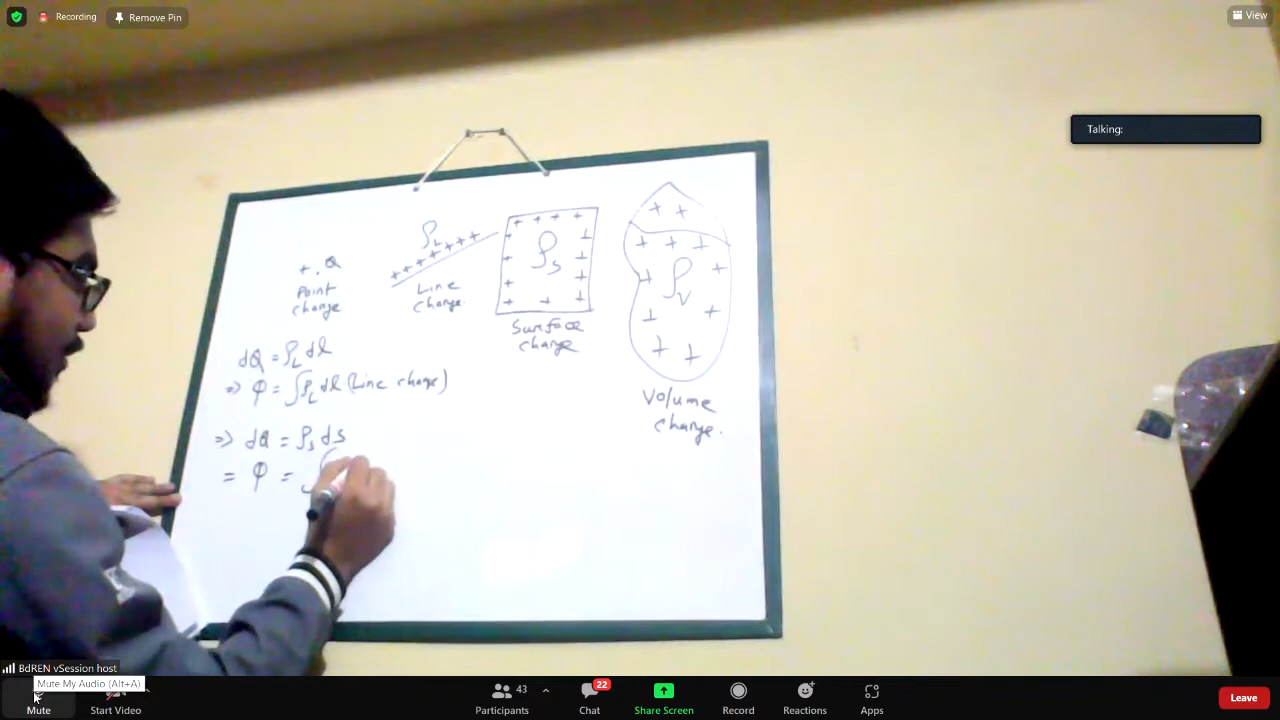 Recording
Remove Pin
View
Talking:
+ . Q
Point
charge
ρL
Line
charge.
ρs
Surface
charge
ρv
Volume
charge.
dQ = ρL dl
=> Q = ∫ρL dl (Line charge)
=> dQ = ρs ds
= Q = ∫
BdREN vSession host
Mute My Audio (Alt+A)
Mute
Start Video
Participants
43
Chat
22
Share Screen
Record
Reactions
Apps
Leave